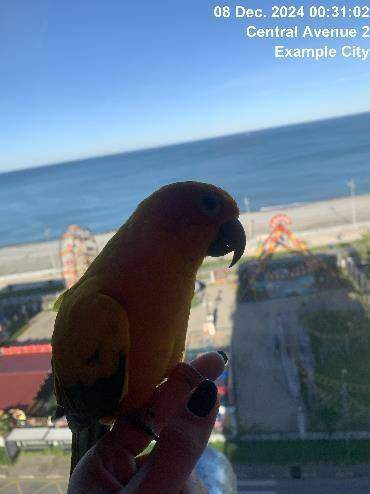 08 Dec. 2024 00:31:02
Central Avenue 2
Example City